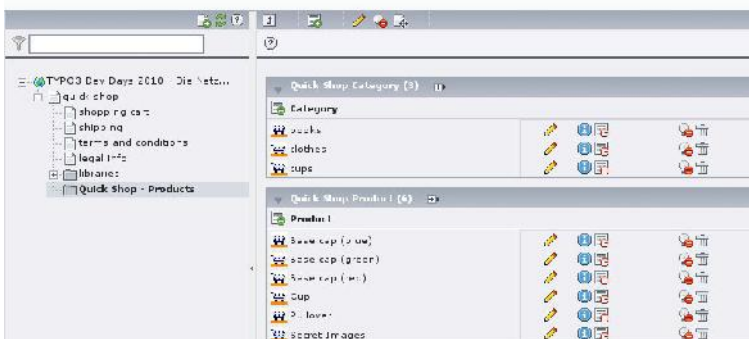 TYPO3 Dev Days 2010 - Die Netz...
quick shop
shopping cart
shipping
terms and conditions
legal info
libraries
Quick Shop - Products
Quick Shop Category (3)
Category
books
clothes
cups
Quick Shop Product (6)
Product
Base cap (blue)
Base cap (green)
Base cap (red)
Cup
Pullover
Secret Images